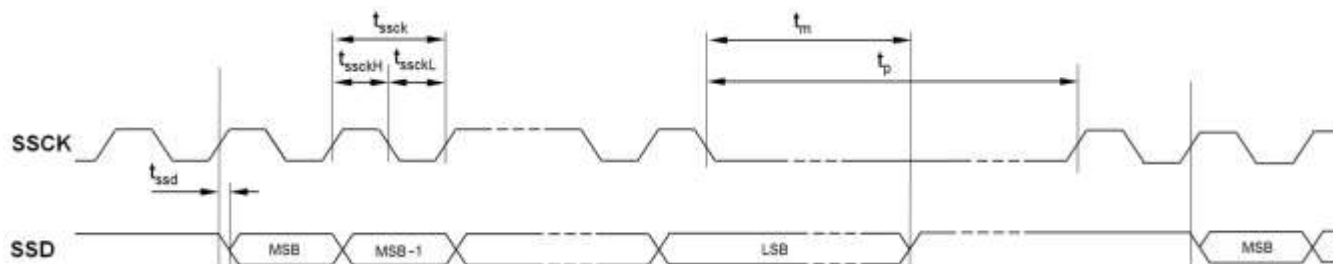 tssck
tm
tssckH tssckL
tp
SSCK
tssd
SSD
MSB MSB-1 LSB MSB